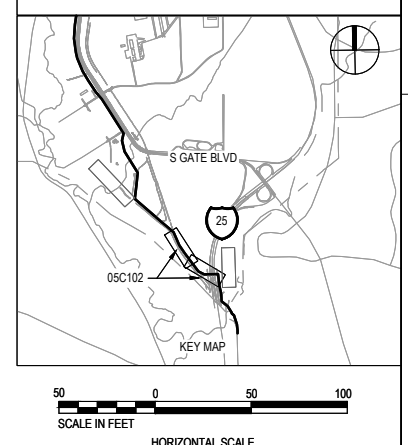 S GATE BLVD
25
05C102
KEY MAP
50 0 50 100
SCALE IN FEET
HORIZONTAL SCALE